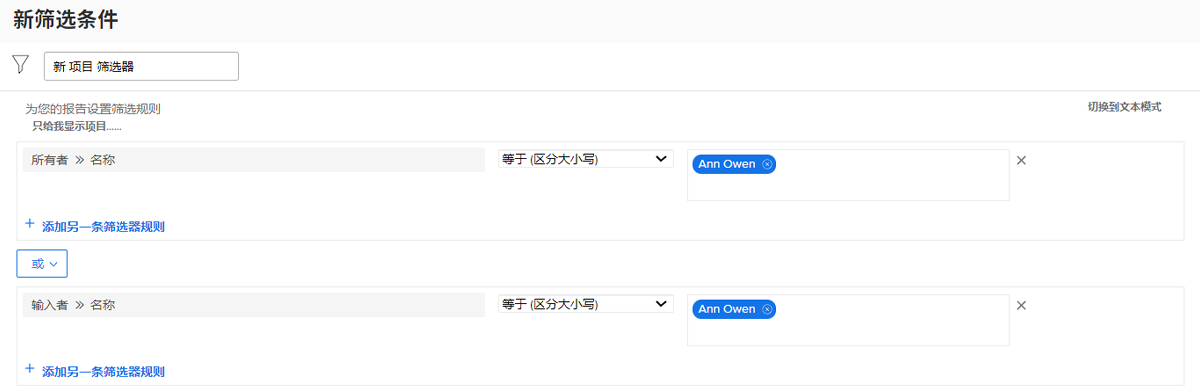 新筛选条件
新 项目 筛选器
为您的报告设置筛选规则
切换到文本模式
只给我显示项目......
所有者 » 名称
等于 (区分大小写)
Ann Owen
添加另一条筛选器规则
或
输入者 » 名称
等于 (区分大小写)
Ann Owen
添加另一条筛选器规则